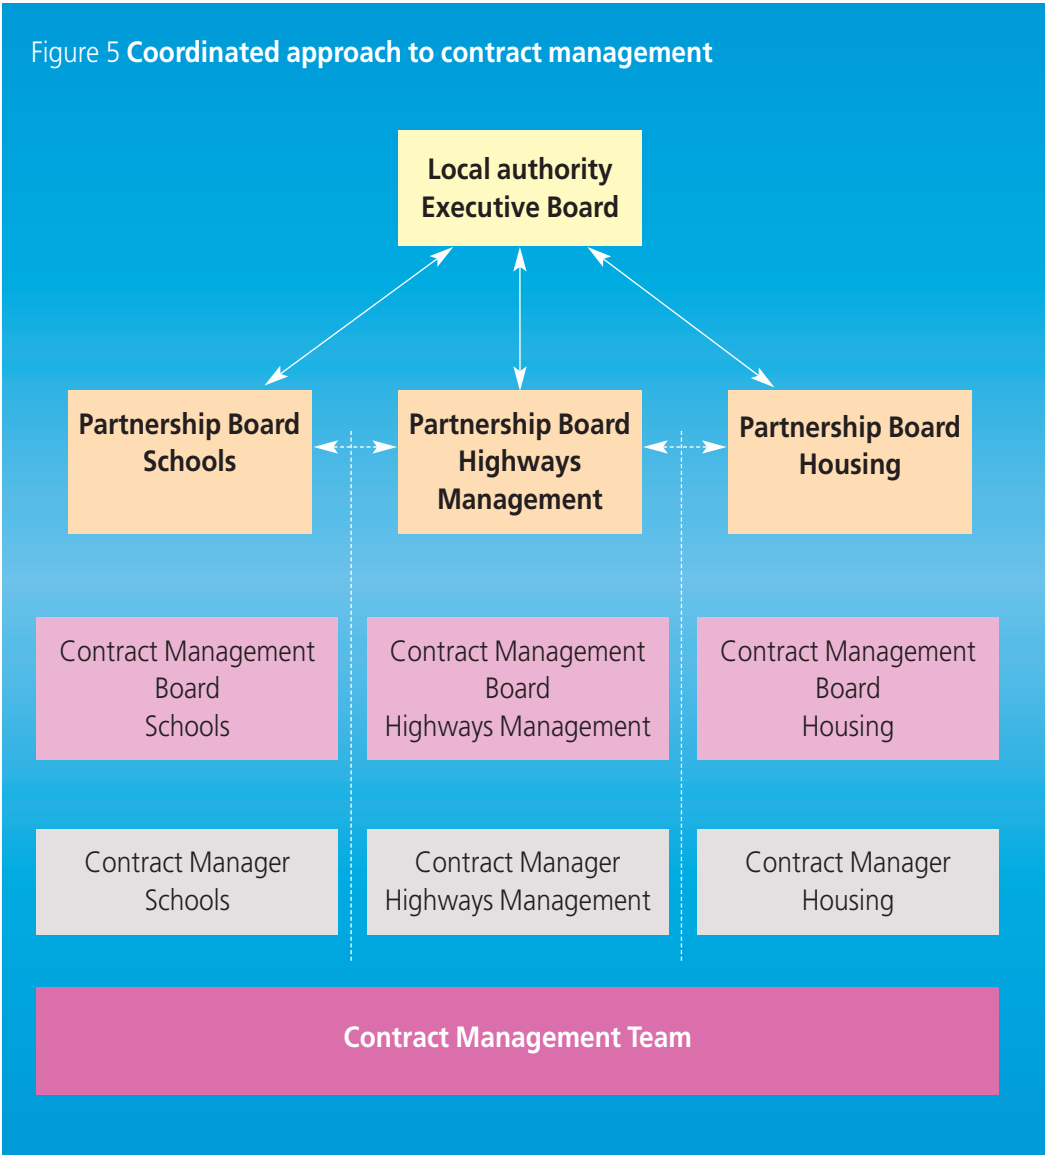 Figure 5 Coordinated approach to contract management
Local authority
Executive Board
Partnership Board
Schools
Partnership Board
Highways
Management
Partnership Board
Housing
Contract Management
Board
Schools
Contract Management
Board
Highways Management
Contract Management
Board
Housing
Contract Manager
Schools
Contract Manager
Highways Management
Contract Manager
Housing
Contract Management Team